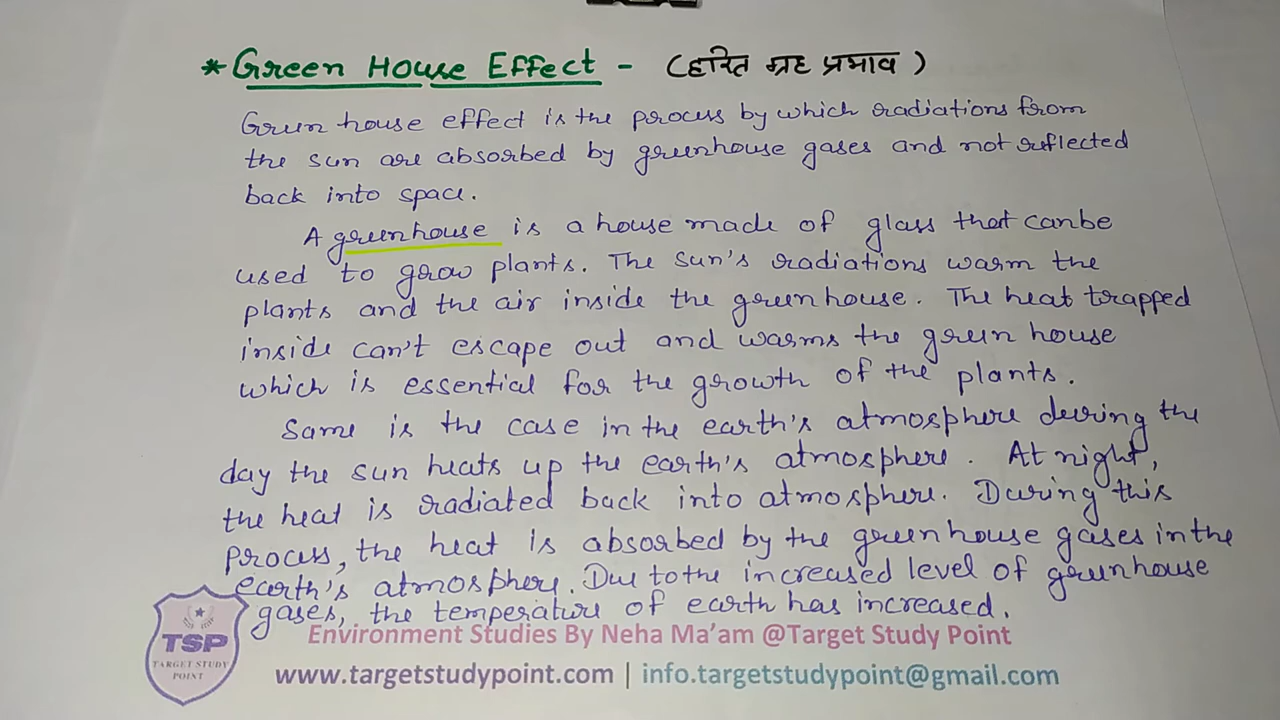 * Green House Effect - (हरित ग्रह प्रभाव)
Green house effect is the process by which radiations from
the sun are absorbed by greenhouse gases and not reflected
back into space.
A greenhouse is a house made of glass that can be
used to grow plants. The sun's radiations warm the
plants and the air inside the greenhouse. The heat trapped
inside can't escape out and warms the green house
which is essential for the growth of the plants.
Same is the case in the earth's atmosphere during the
day the sun heats up the earth's atmosphere. At night,
the heat is radiated back into atmosphere. During this
process, the heat is absorbed by the greenhouse gases in the
earth's atmosphere. Due to the increased level of greenhouse
gases, the temperature of earth has increased.
TSP
TARGET STUDY
POINT
Environment Studies By Neha Ma'am @Target Study Point
www.targetstudypoint.com | info.targetstudypoint@gmail.com